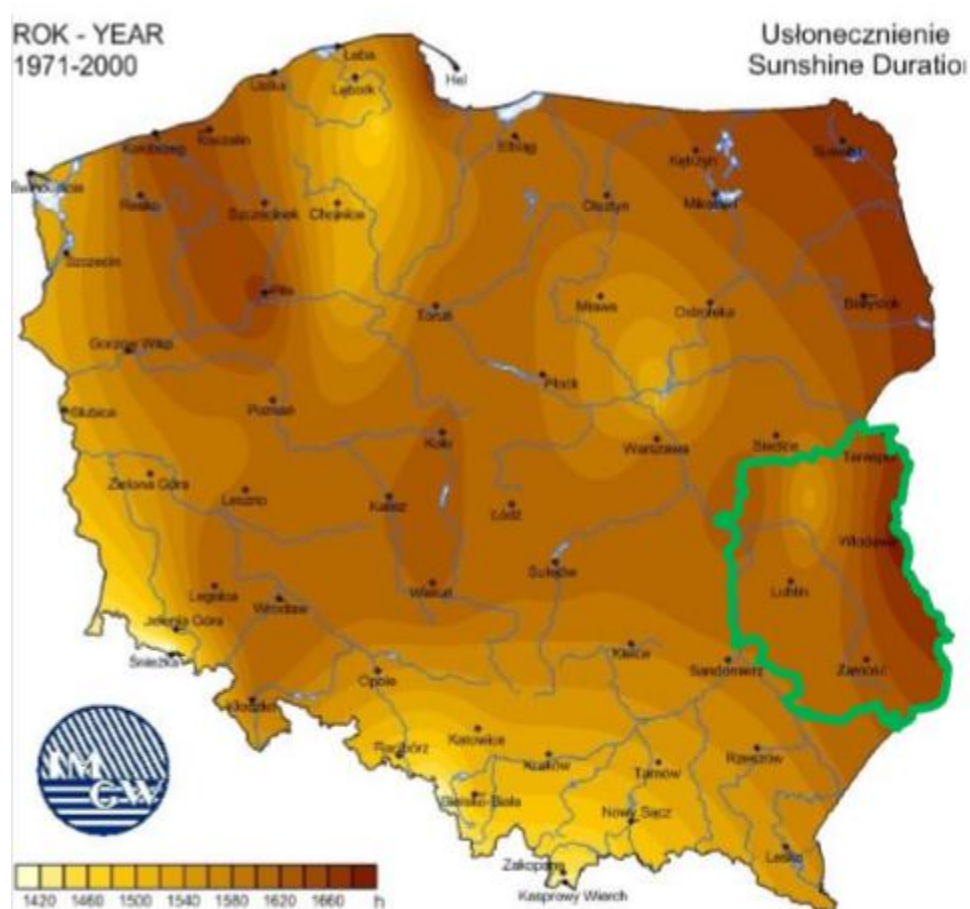 ROK - YEAR
1971-2000
Usłonecznienie
Sunshine Duratio
Łeba
Hel
Ustka
Lębork
Kołobrzeg
Koszalin
Elbląg
Kętrzyn
Suwałki
Świnoujście
Resko
Szczecinek
Chojnice
Olsztyn
Mikołajki
Szczecin
Piła
Toruń
Mława
Ostrołęka
Białystok
Gorzów Wlkp
Płock
Słubice
Poznań
Koło
Warszawa
Siedlce
Terespol
Zielona Góra
Leszno
Kalisz
Łódź
Włodawa
Sulejów
Legnica
Wrocław
Wieluń
Lublin
Jelenia Góra
Śnieżka
Kielce
Sandomierz
Zamość
Opole
Kłodzko
Katowice
Racibórz
Kraków
Tarnów
Rzeszów
Bielsko-Biała
Nowy Sącz
Lesko
Zakopane
Kasprowy Wierch
IMGW
1420 1460 1500 1540 1580 1620 1660 h